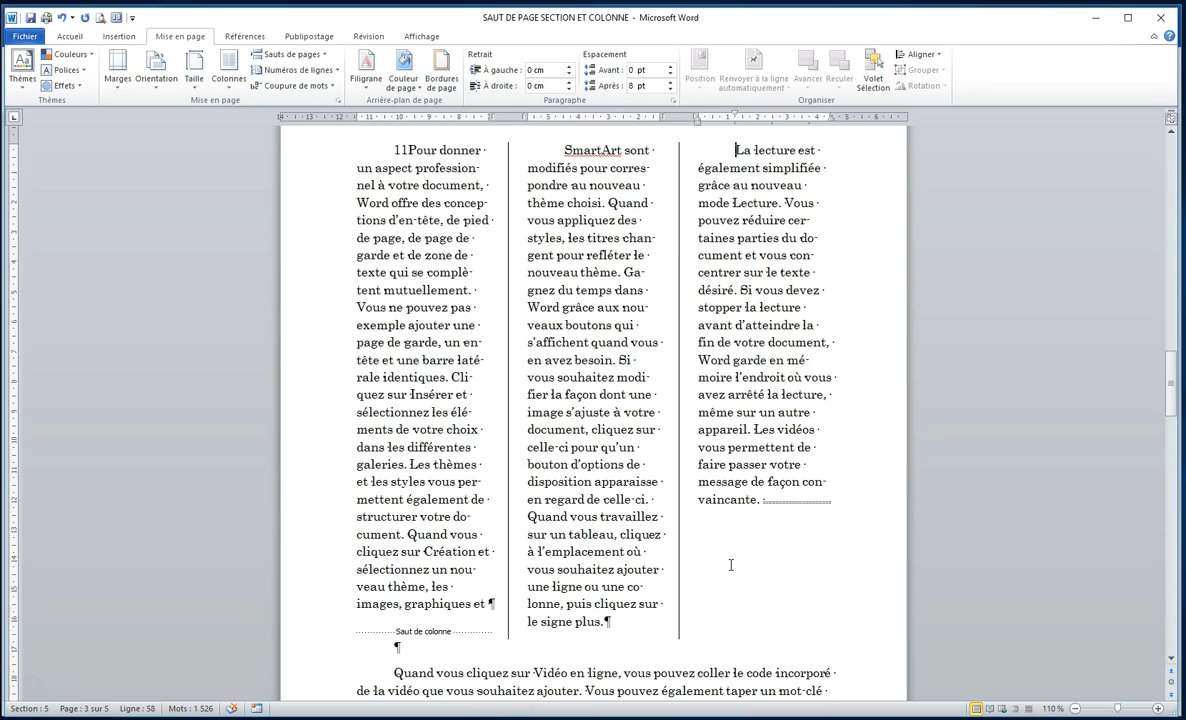 SAUT DE PAGE SECTION ET COLONNE - Microsoft Word
Fichier Accueil Insertion Mise en page Références Publipostage Révision Affichage
Thèmes
Couleurs
Polices
Effets
Thèmes
Marges
Orientation
Taille
Colonnes
Sauts de pages
Numéros de lignes
Coupure de mots
Mise en page
Filigrane
Couleur de page
Bordures de page
Arrière-plan de page
Retrait
À gauche : 0 cm
À droite : 0 cm
Espacement
Avant : 0 pt
Après : 8 pt
Paragraphe
Position
Renvoyer à la ligne automatiquement
Avancer
Reculer
Volet Sélection
Aligner
Grouper
Rotation
Organiser
11Pour donner
un aspect profession-
nel à votre document,
Word offre des concep-
tions d'en-tête, de pied
de page, de page de
garde et de zone de
texte qui se complè-
tent mutuellement.
Vous ne pouvez pas
exemple ajouter une
page de garde, un en-
tête et une barre laté-
rale identiques. Cli-
quez sur Insérer et
sélectionnez les élé-
ments de votre choix
dans les différentes
galeries. Les thèmes
et les styles vous per-
mettent également de
structurer votre do-
cument. Quand vous
cliquez sur Création et
sélectionnez un nou-
veau thème, les
images, graphiques et ¶
Saut de colonne
¶
SmartArt sont
modifiés pour corres-
pondre au nouveau
thème choisi. Quand
vous appliquez des
styles, les titres chan-
gent pour refléter le
nouveau thème. Ga-
gnez du temps dans
Word grâce aux nou-
veaux boutons qui
s'affichent quand vous
en avez besoin. Si
vous souhaitez modi-
fier la façon dont une
image s'ajuste à votre
document, cliquez sur
celle-ci pour qu'un
bouton d'options de
disposition apparaisse
en regard de celle-ci.
Quand vous travaillez
sur un tableau, cliquez
à l'emplacement où
vous souhaitez ajouter
une ligne ou une co-
lonne, puis cliquez sur
le signe plus.¶
La lecture est
également simplifiée
grâce au nouveau
mode Lecture. Vous
pouvez réduire cer-
taines parties du do-
cument et vous con-
centrer sur le texte
désiré. Si vous devez
stopper la lecture
avant d'atteindre la
fin de votre document,
Word garde en mé-
moire l'endroit où vous
avez arrêté la lecture,
même sur un autre
appareil. Les vidéos
vous permettent de
faire passer votre
message de façon con-
vaincante.
Quand vous cliquez sur Vidéo en ligne, vous pouvez coller le code incorporé
de la vidéo que vous souhaitez ajouter. Vous pouvez également taper un mot-clé
Section : 5 Page : 3 sur 5 Ligne : 58 Mots : 1 526 110 %